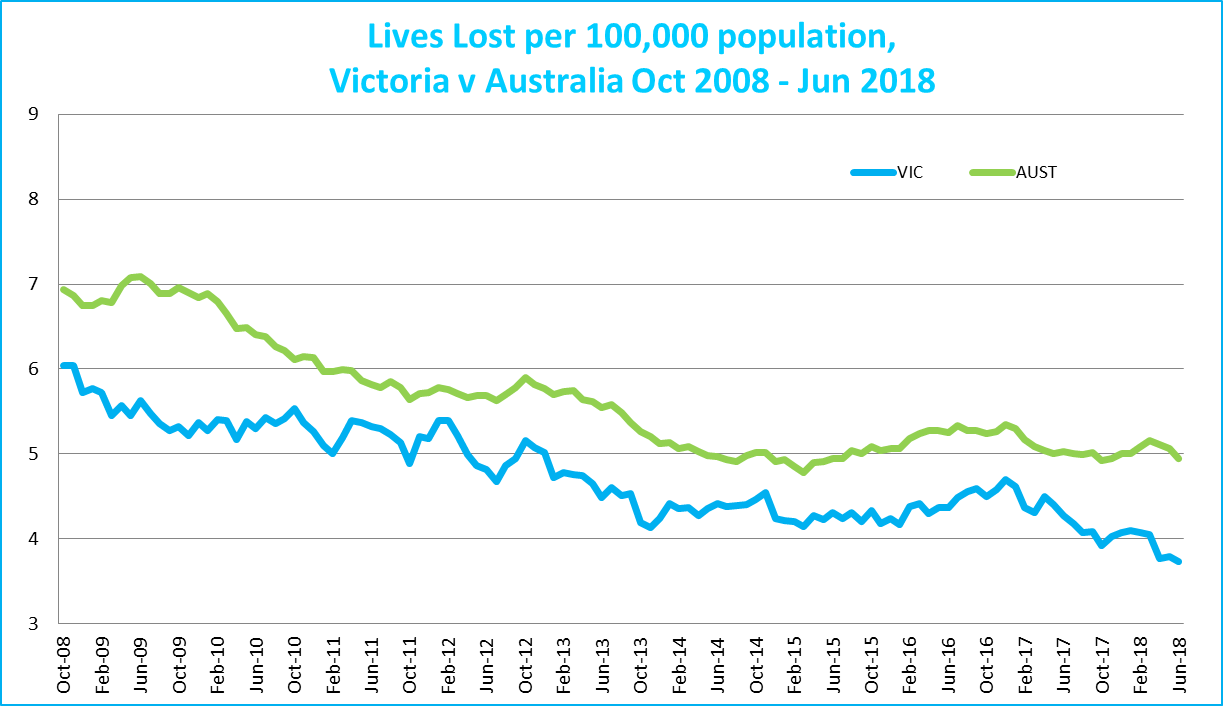 Lives Lost per 100,000 population,
Victoria v Australia Oct 2008 - Jun 2018
9
8
7
6
5
4
3
VIC
AUST
Oct-08
Feb-09
Jun-09
Oct-09
Feb-10
Jun-10
Oct-10
Feb-11
Jun-11
Oct-11
Feb-12
Jun-12
Oct-12
Feb-13
Jun-13
Oct-13
Feb-14
Jun-14
Oct-14
Feb-15
Jun-15
Oct-15
Feb-16
Jun-16
Oct-16
Feb-17
Jun-17
Oct-17
Feb-18
Jun-18